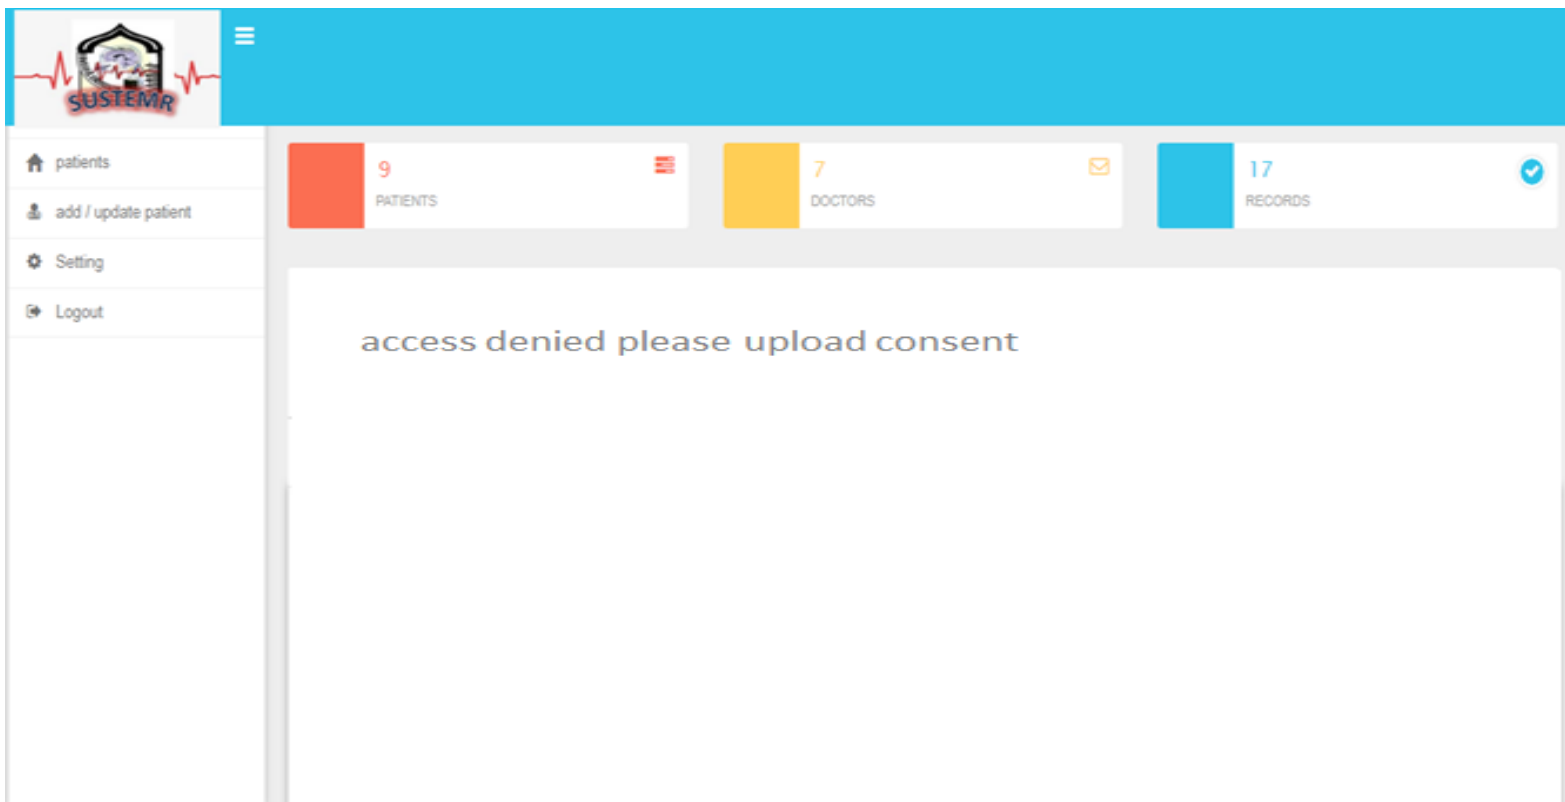 SUSTEMR
patients
add / update patient
Setting
Logout
9
PATIENTS
7
DOCTORS
17
RECORDS
access denied please upload consent